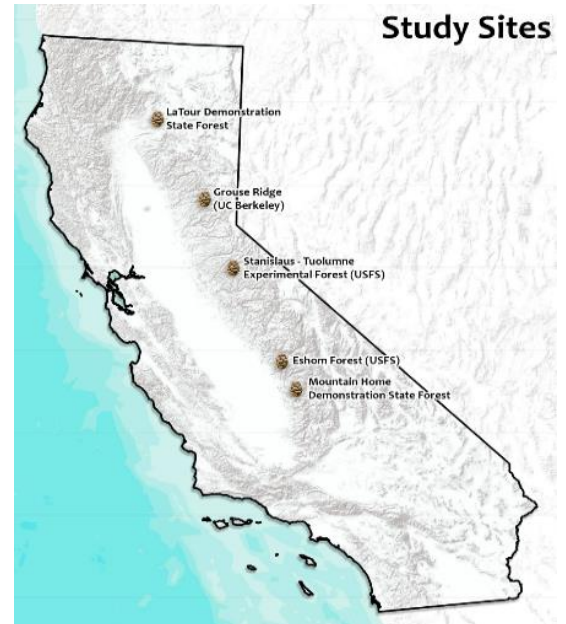 Study Sites
LaTour Demonstration
State Forest
Grouse Ridge
(UC Berkeley)
Stanislaus - Tuolumne
Experimental Forest (USFS)
Eshom Forest (USFS)
Mountain Home
Demonstration State Forest